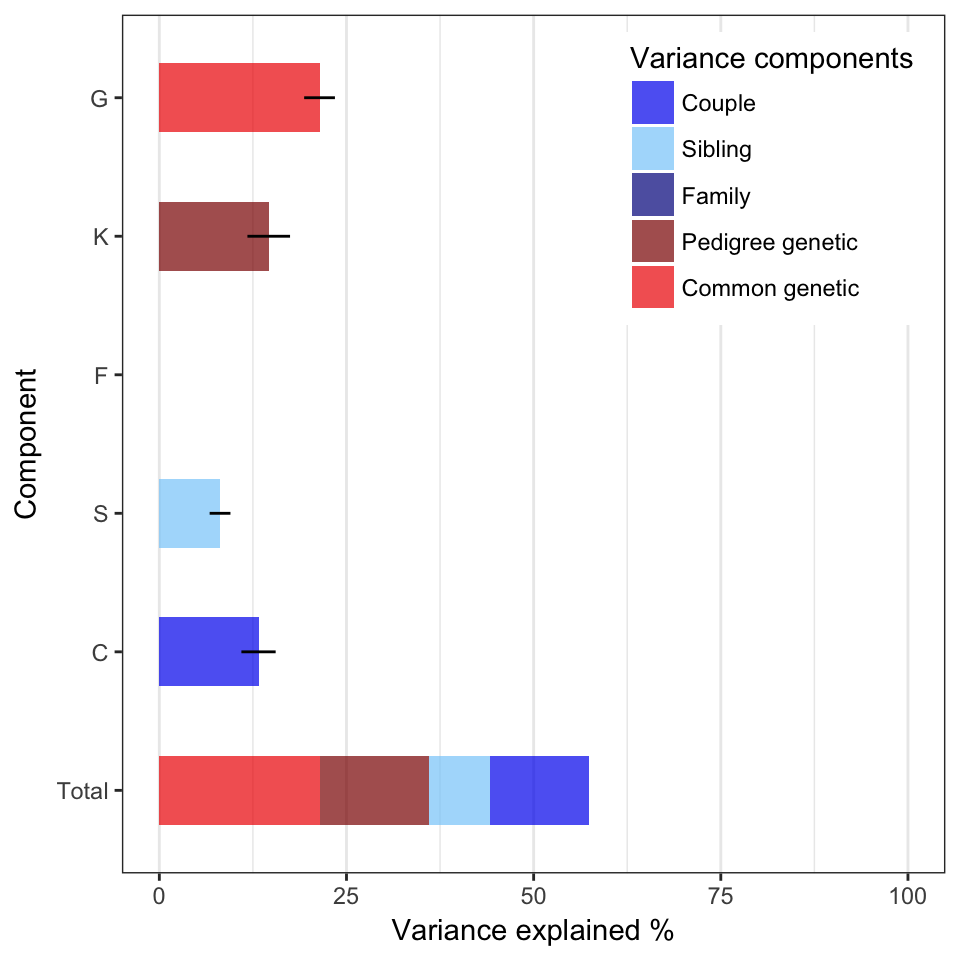 Variance components
Couple
Sibling
Family
Pedigree genetic
Common genetic
G
K
F
S
C
Total
Component
0 25 50 75 100
Variance explained %